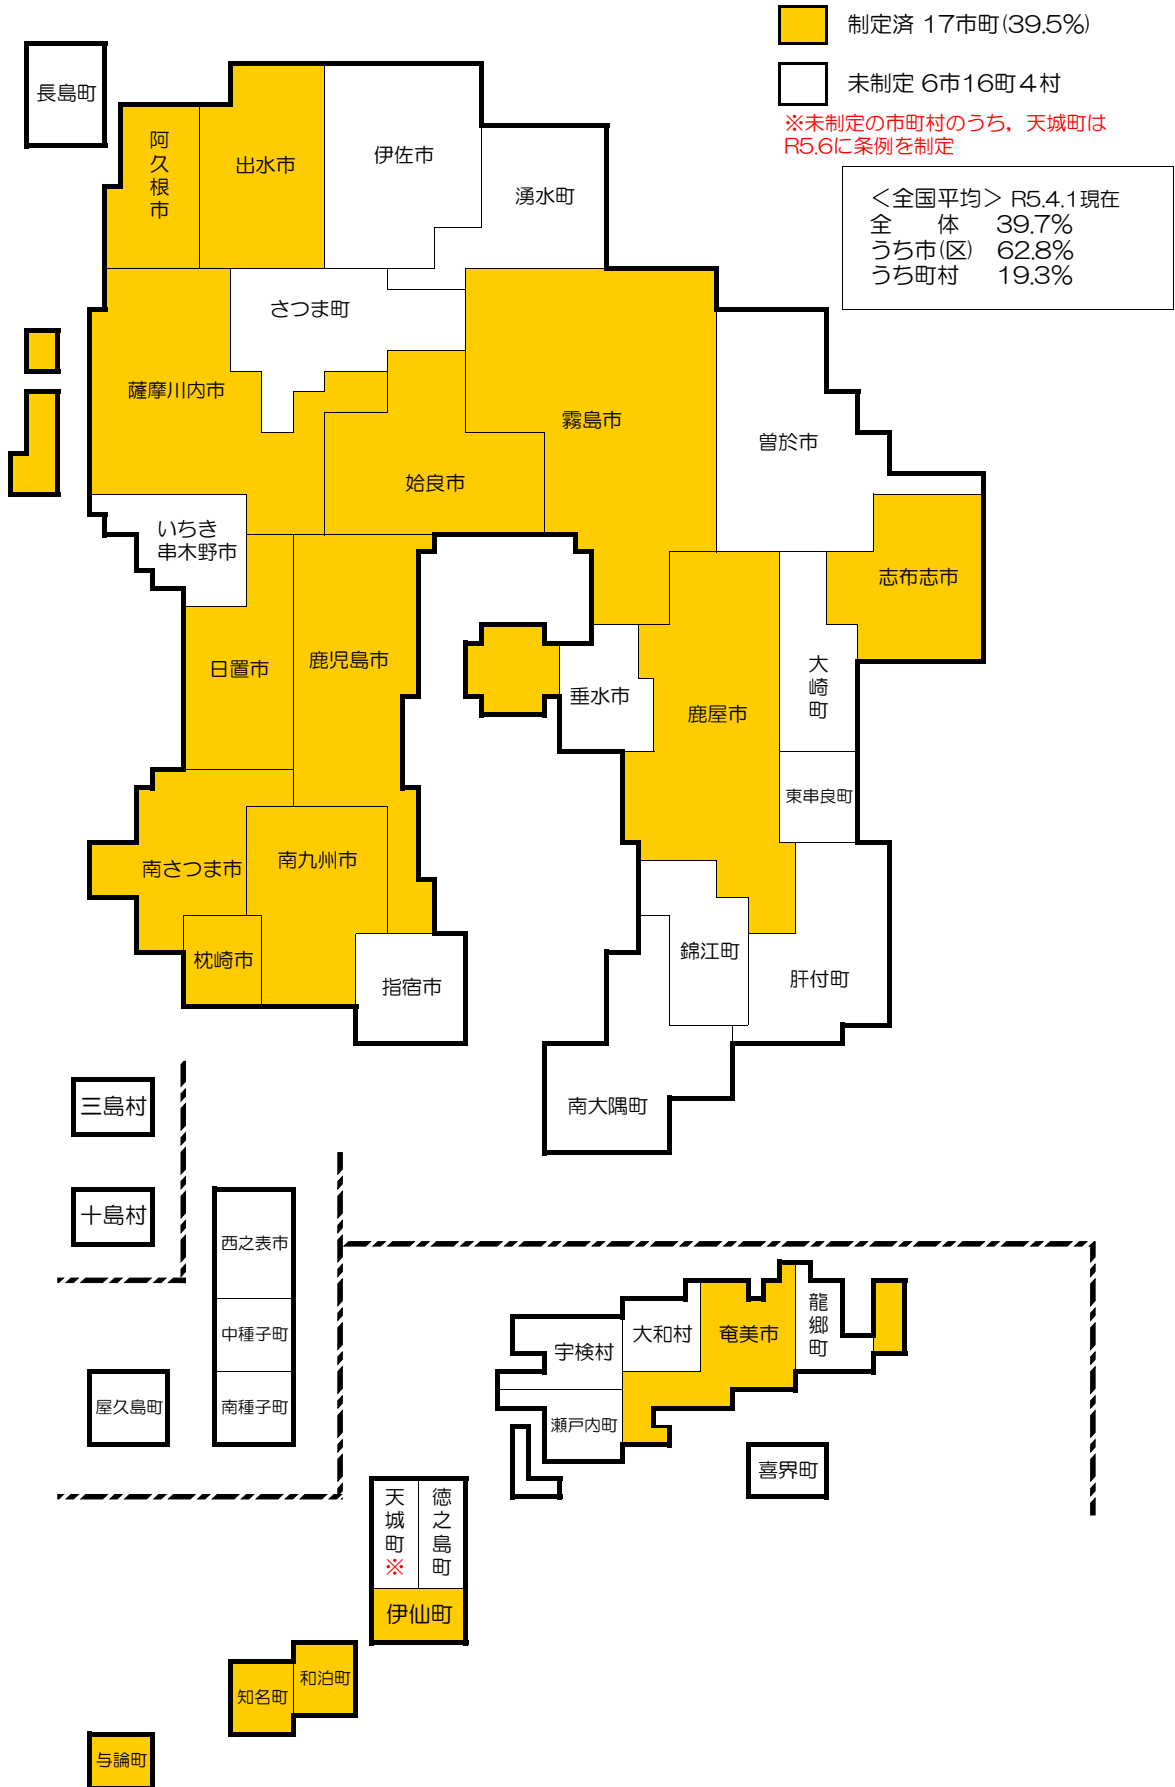 制定済 17市町(39.5%)
未制定 6市16町4村
※未制定の市町村のうち，天城町は
R5.6に条例を制定
＜全国平均＞ R5.4.1現在
全　　体　39.7%
うち市(区)　62.8%
うち町村　19.3%
長島町
阿久根市
出水市
伊佐市
湧水町
さつま町
薩摩川内市
霧島市
曽於市
姶良市
いちき
串木野市
志布志市
日置市
鹿児島市
垂水市
鹿屋市
大崎町
東串良町
南さつま市
南九州市
枕崎市
指宿市
錦江町
肝付町
南大隅町
三島村
十島村
西之表市
中種子町
南種子町
屋久島町
宇検村
大和村
奄美市
龍郷町
瀬戸内町
喜界町
天城町※
徳之島町
伊仙町
和泊町
知名町
与論町